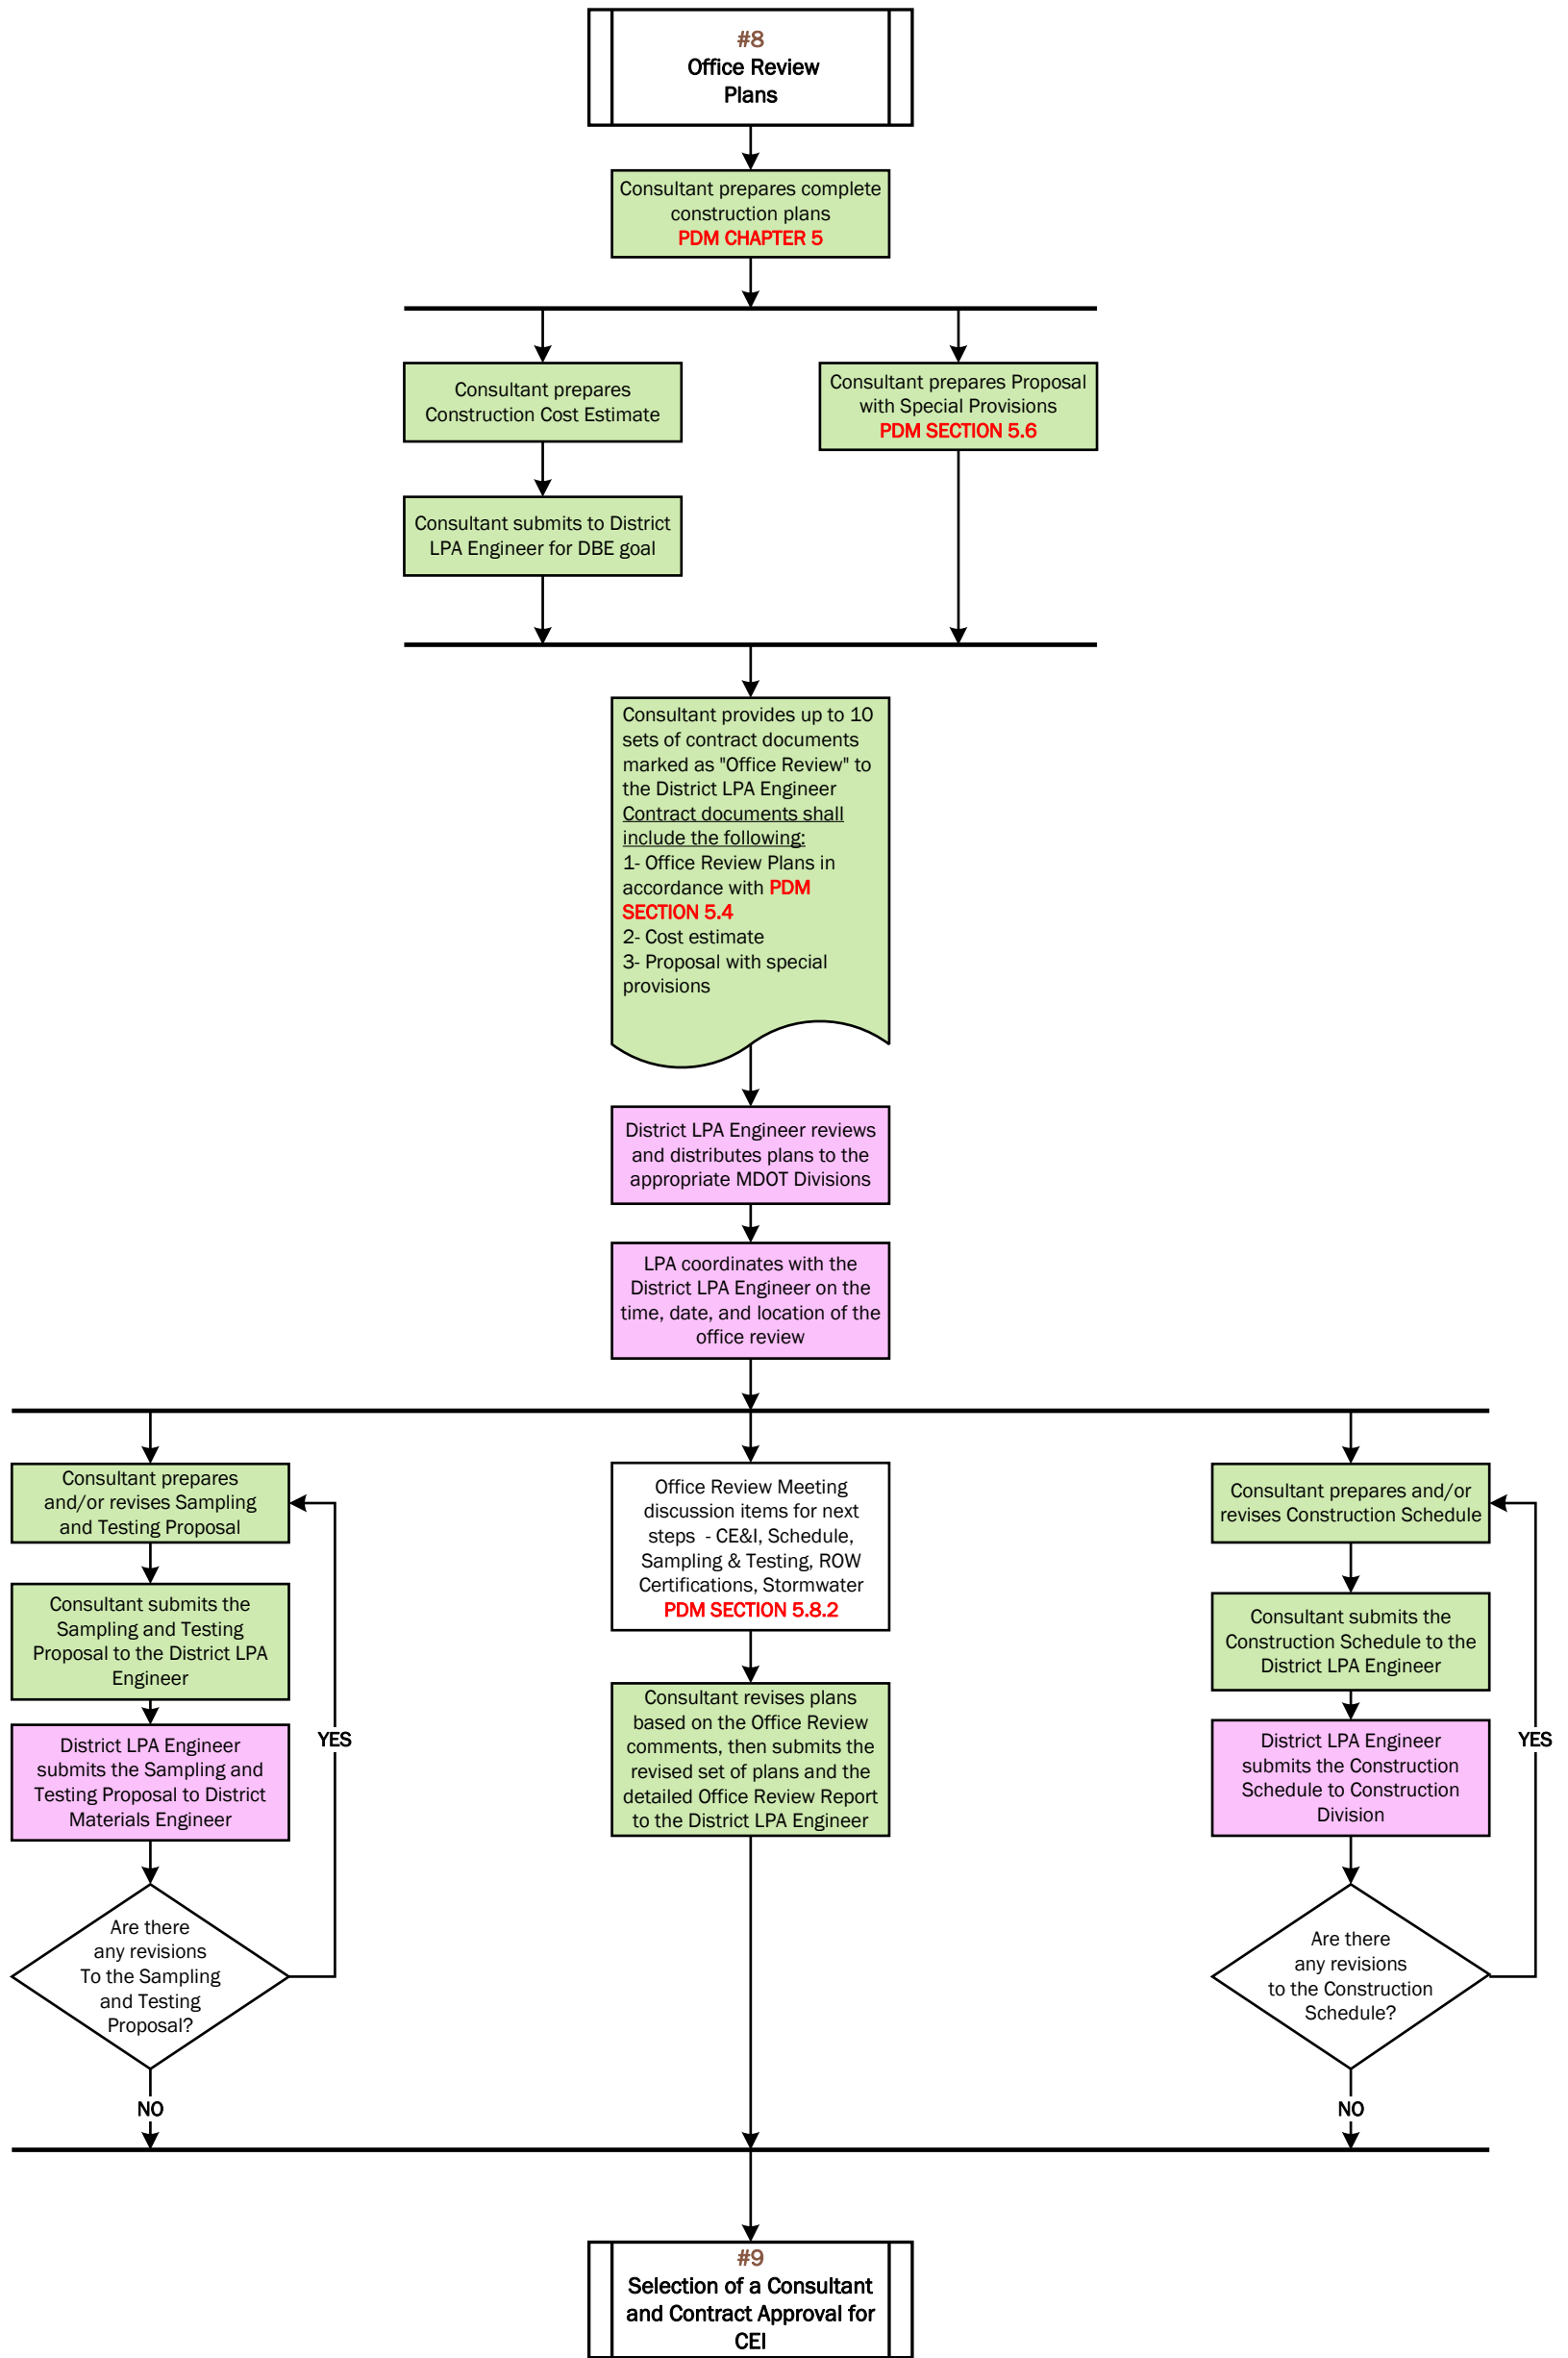 #8
Office Review
Plans
Consultant prepares complete
construction plans
PDM CHAPTER 5
Consultant prepares
Construction Cost Estimate
Consultant prepares Proposal
with Special Provisions
PDM SECTION 5.6
Consultant submits to District
LPA Engineer for DBE goal
Consultant provides up to 10
sets of contract documents
marked as "Office Review" to
the District LPA Engineer
Contract documents shall
include the following:
1- Office Review Plans in
accordance with PDM
SECTION 5.4
2- Cost estimate
3- Proposal with special
provisions
District LPA Engineer reviews
and distributes plans to the
appropriate MDOT Divisions
LPA coordinates with the
District LPA Engineer on the
time, date, and location of the
office review
Consultant prepares
and/or revises Sampling
and Testing Proposal
Consultant submits the
Sampling and Testing
Proposal to the District LPA
Engineer
District LPA Engineer
submits the Sampling and
Testing Proposal to District
Materials Engineer
Are there
any revisions
To the Sampling
and Testing
Proposal?
YES
NO
Office Review Meeting
discussion items for next
steps - CE&I, Schedule,
Sampling & Testing, ROW
Certifications, Stormwater
PDM SECTION 5.8.2
Consultant revises plans
based on the Office Review
comments, then submits the
revised set of plans and the
detailed Office Review Report
to the District LPA Engineer
Consultant prepares and/or
revises Construction Schedule
Consultant submits the
Construction Schedule to the
District LPA Engineer
District LPA Engineer
submits the Construction
Schedule to Construction
Division
Are there
any revisions
to the Construction
Schedule?
YES
NO
#9
Selection of a Consultant
and Contract Approval for
CEI